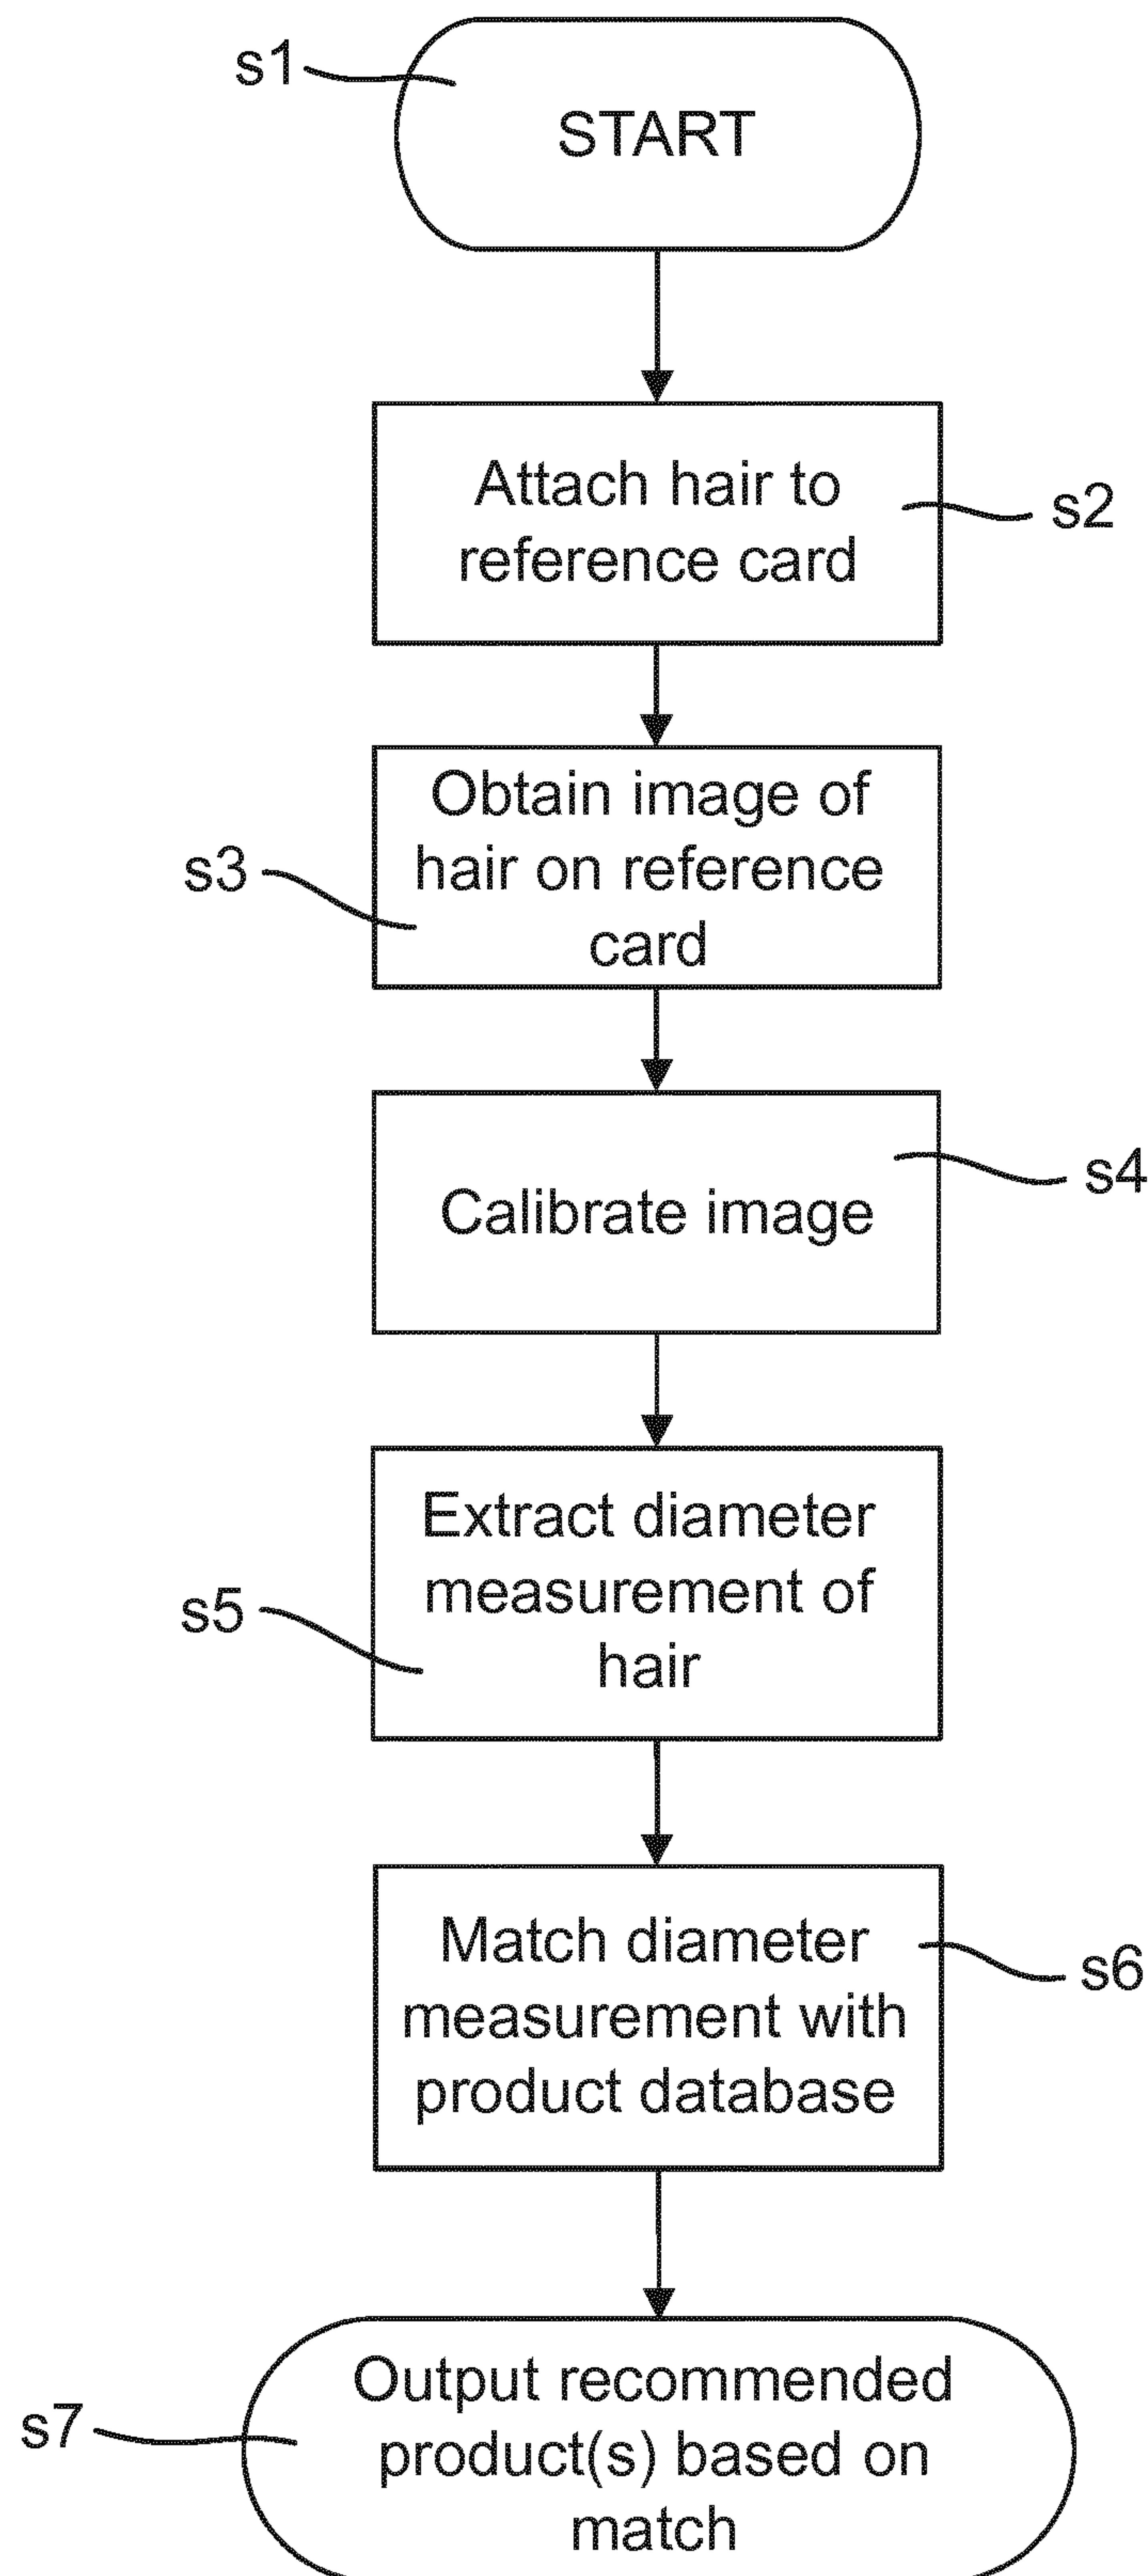 s1
START
Attach hair to
reference card
s2
Obtain image of
hair on reference
card
s3
Calibrate image
s4
Extract diameter
measurement of
hair
s5
Match diameter
measurement with
product database
s6
Output recommended
product(s) based on
match
s7